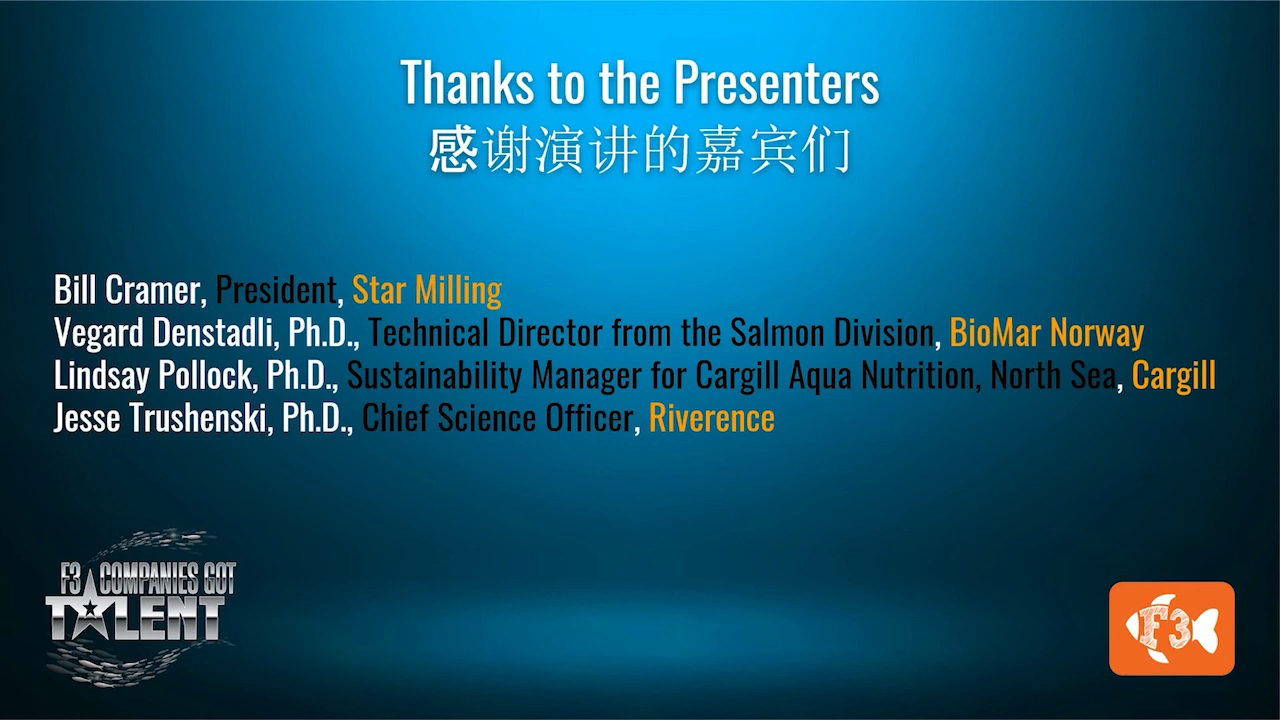 Thanks to the Presenters
感谢演讲的嘉宾们
Bill Cramer, President, Star Milling
Vegard Denstadli, Ph.D., Technical Director from the Salmon Division, BioMar Norway
Lindsay Pollock, Ph.D., Sustainability Manager for Cargill Aqua Nutrition, North Sea, Cargill
Jesse Trushenski, Ph.D., Chief Science Officer, Riverence
F3 COMPANIES GOT
TALENT
F3